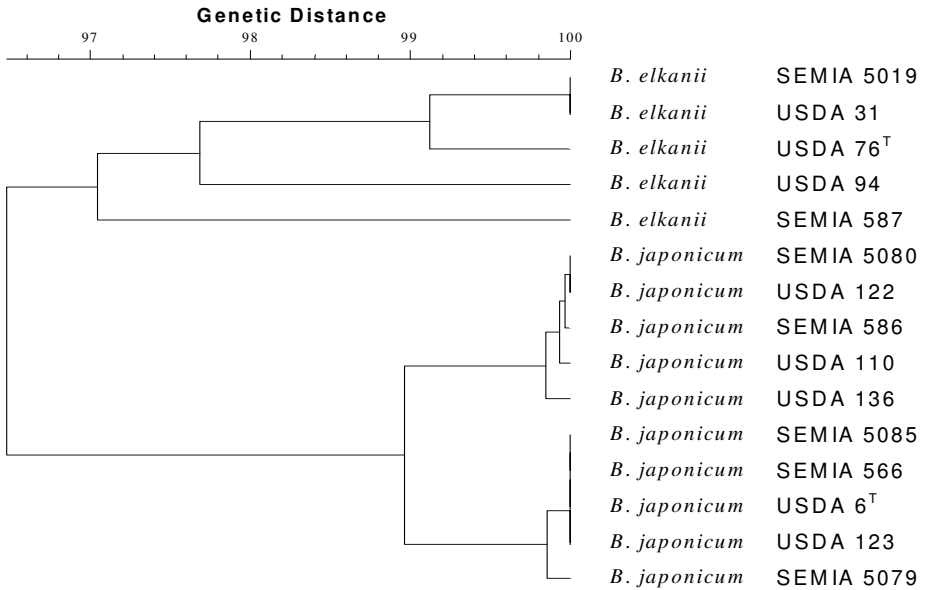 Genetic Distance
97 98 99 100
B. elkanii SEMIA 5019
B. elkanii USDA 31
B. elkanii USDA 76ᵀ
B. elkanii USDA 94
B. elkanii SEMIA 587
B. japonicum SEMIA 5080
B. japonicum USDA 122
B. japonicum SEMIA 586
B. japonicum USDA 110
B. japonicum USDA 136
B. japonicum SEMIA 5085
B. japonicum SEMIA 566
B. japonicum USDA 6ᵀ
B. japonicum USDA 123
B. japonicum SEMIA 5079